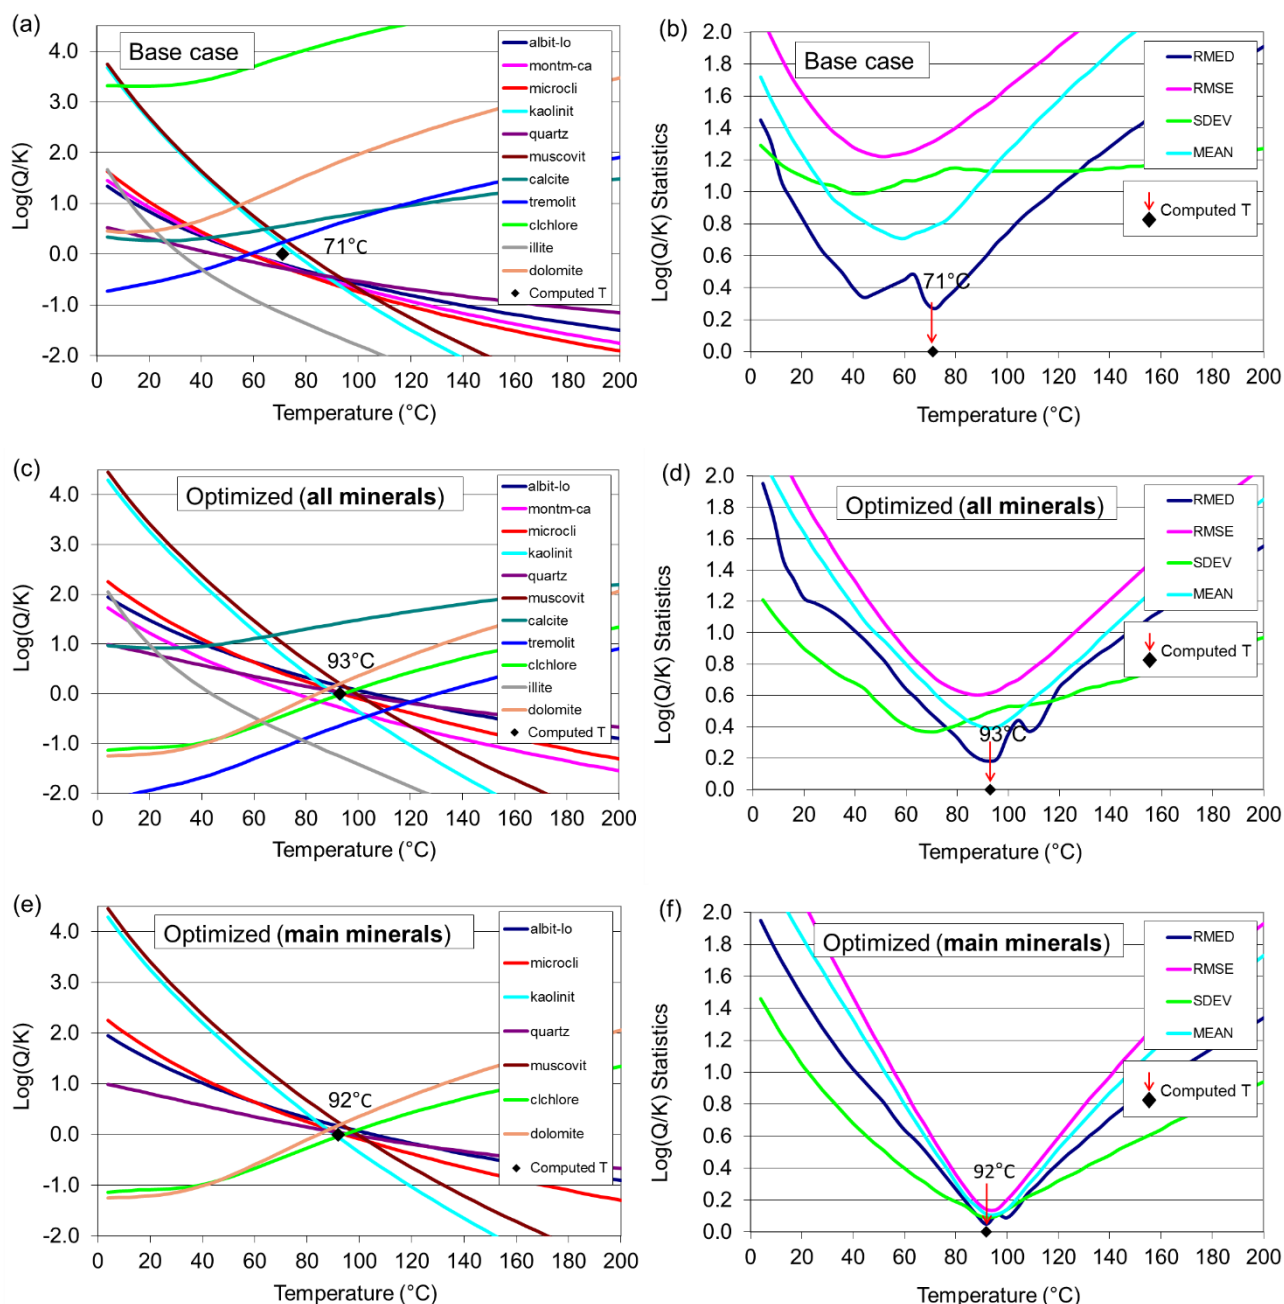 (a)
Base case
Log(Q/K)
4.0
3.0
2.0
1.0
0.0
-1.0
-2.0
71°C
albit-lo
montm-ca
microcli
kaolinit
quartz
muscovit
calcite
tremolit
clchlore
illite
dolomite
Computed T
0 20 40 60 80 100 120 140 160 180 200
Temperature (°C)
(b)
Base case
Log(Q/K) Statistics
2.0
1.8
1.6
1.4
1.2
1.0
0.8
0.6
0.4
0.2
0.0
71°C
RMED
RMSE
SDEV
MEAN
Computed T
0 20 40 60 80 100 120 140 160 180 200
Temperature (°C)
(c)
Optimized (all minerals)
Log(Q/K)
4.0
3.0
2.0
1.0
0.0
-1.0
-2.0
93°C
albit-lo
montm-ca
microcli
kaolinit
quartz
muscovit
calcite
tremolit
clchlore
illite
dolomite
Computed T
0 20 40 60 80 100 120 140 160 180 200
Temperature (°C)
(d)
Optimized (all minerals)
Log(Q/K) Statistics
2.0
1.8
1.6
1.4
1.2
1.0
0.8
0.6
0.4
0.2
0.0
93°C
RMED
RMSE
SDEV
MEAN
Computed T
0 20 40 60 80 100 120 140 160 180 200
Temperature (°C)
(e)
Optimized (main minerals)
Log(Q/K)
4.0
3.0
2.0
1.0
0.0
-1.0
-2.0
92°C
albit-lo
microcli
kaolinit
quartz
muscovit
clchlore
dolomite
Computed T
0 20 40 60 80 100 120 140 160 180 200
Temperature (°C)
(f)
Optimized (main minerals)
Log(Q/K) Statistics
2.0
1.8
1.6
1.4
1.2
1.0
0.8
0.6
0.4
0.2
0.0
92°C
RMED
RMSE
SDEV
MEAN
Computed T
0 20 40 60 80 100 120 140 160 180 200
Temperature (°C)